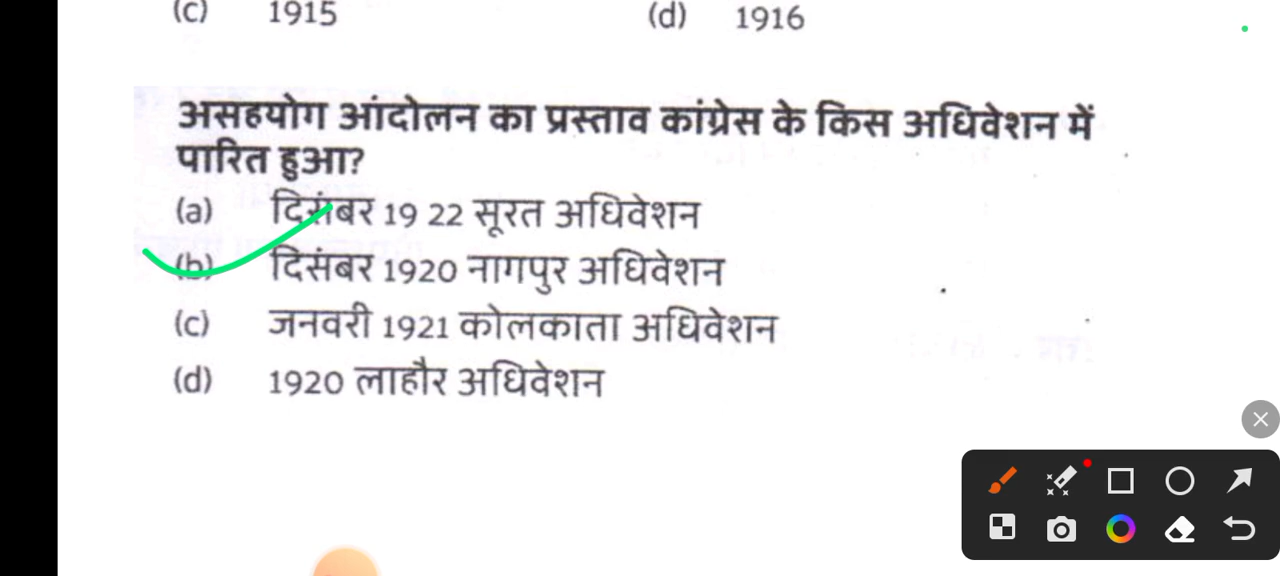 (c) 1915 (d) 1916
असहयोग आंदोलन का प्रस्ताव कांग्रेस के किस अधिवेशन में
पारित हुआ?
(a) दिसंबर 19 22 सूरत अधिवेशन
(b) दिसंबर 1920 नागपुर अधिवेशन
(c) जनवरी 1921 कोलकाता अधिवेशन
(d) 1920 लाहौर अधिवेशन